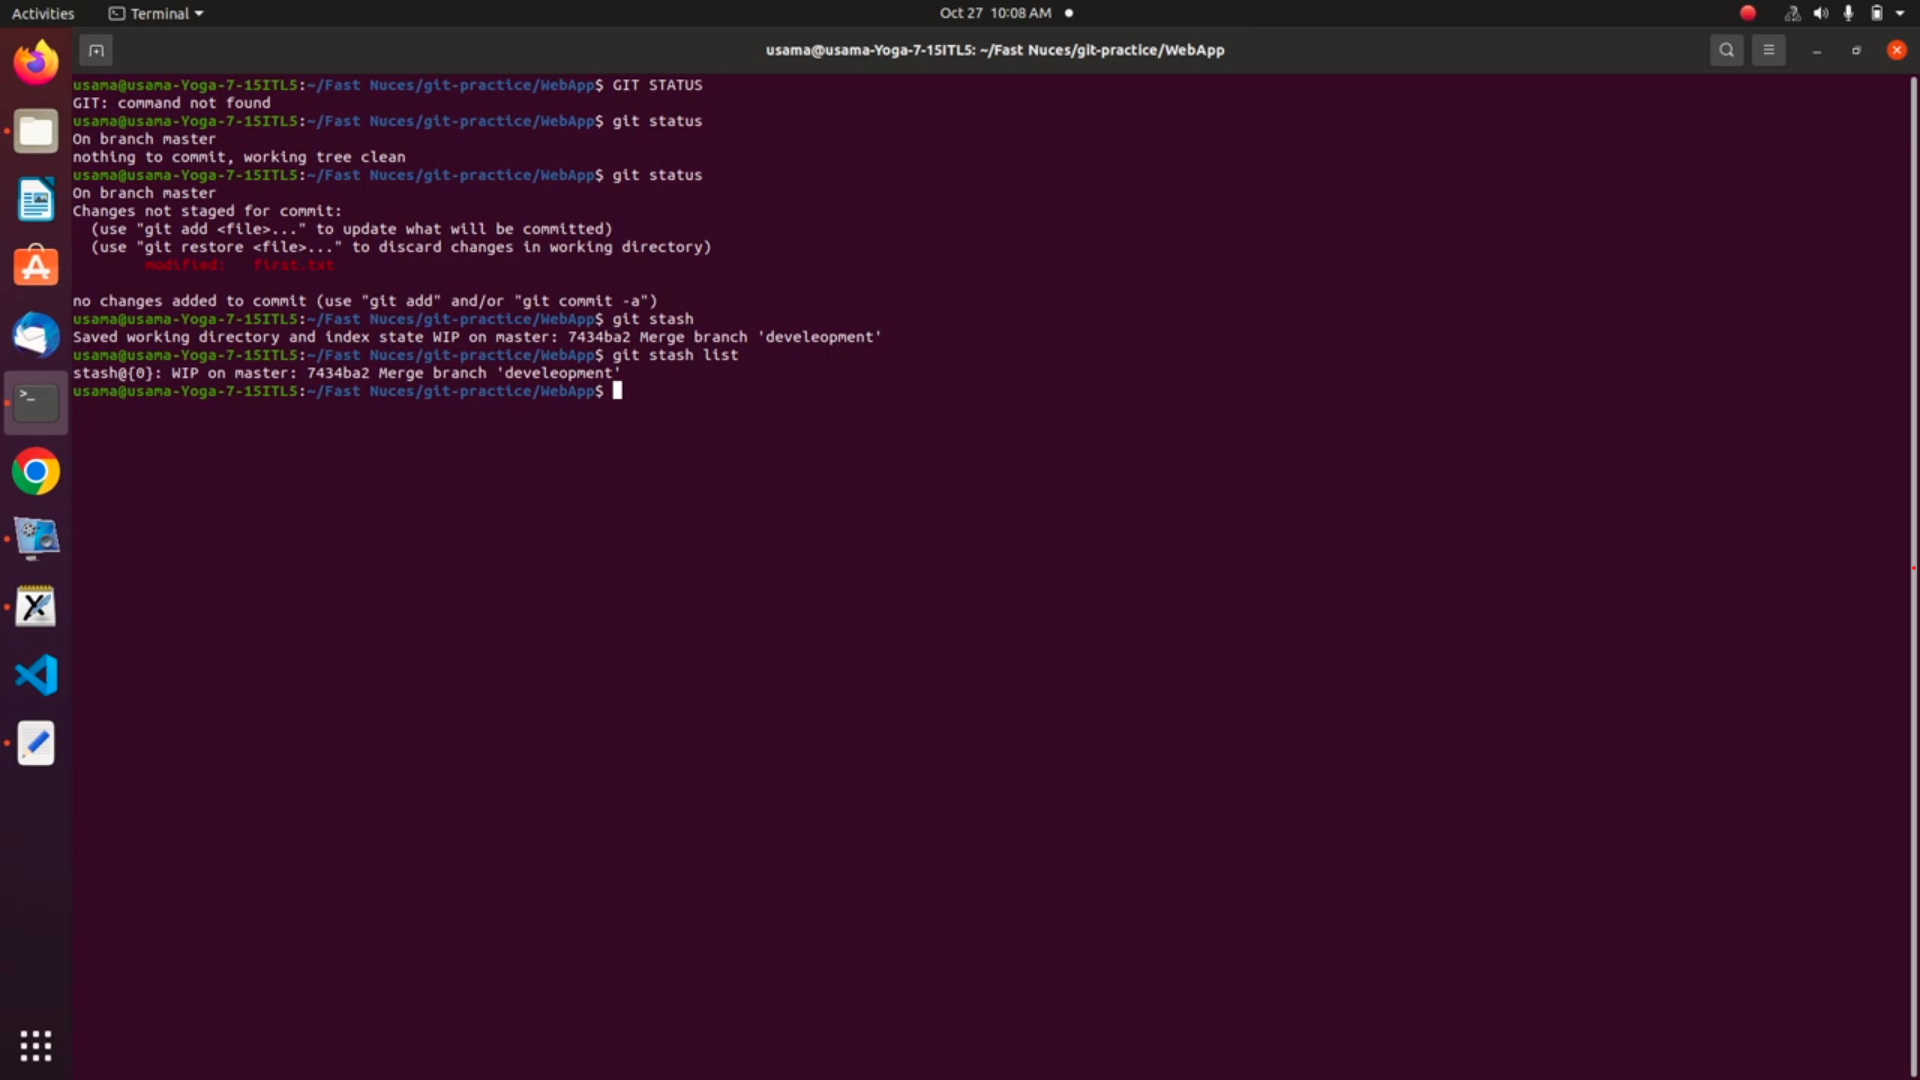 Activities
Terminal
Oct 27 10:08 AM
usama@usama-Yoga-7-15ITL5: ~/Fast Nuces/git-practice/WebApp
usama@usama-Yoga-7-15ITL5:~/Fast Nuces/git-practice/WebApp$ GIT STATUS
GIT: command not found
usama@usama-Yoga-7-15ITL5:~/Fast Nuces/git-practice/WebApp$ git status
On branch master
nothing to commit, working tree clean
usama@usama-Yoga-7-15ITL5:~/Fast Nuces/git-practice/WebApp$ git status
On branch master
Changes not staged for commit:
(use "git add <file>..." to update what will be committed)
(use "git restore <file>..." to discard changes in working directory)
modified: first.txt
no changes added to commit (use "git add" and/or "git commit -a")
usama@usama-Yoga-7-15ITL5:~/Fast Nuces/git-practice/WebApp$ git stash
Saved working directory and index state WIP on master: 7434ba2 Merge branch 'develeopment'
usama@usama-Yoga-7-15ITL5:~/Fast Nuces/git-practice/WebApp$ git stash list
stash@{0}: WIP on master: 7434ba2 Merge branch 'develeopment'
usama@usama-Yoga-7-15ITL5:~/Fast Nuces/git-practice/WebApp$